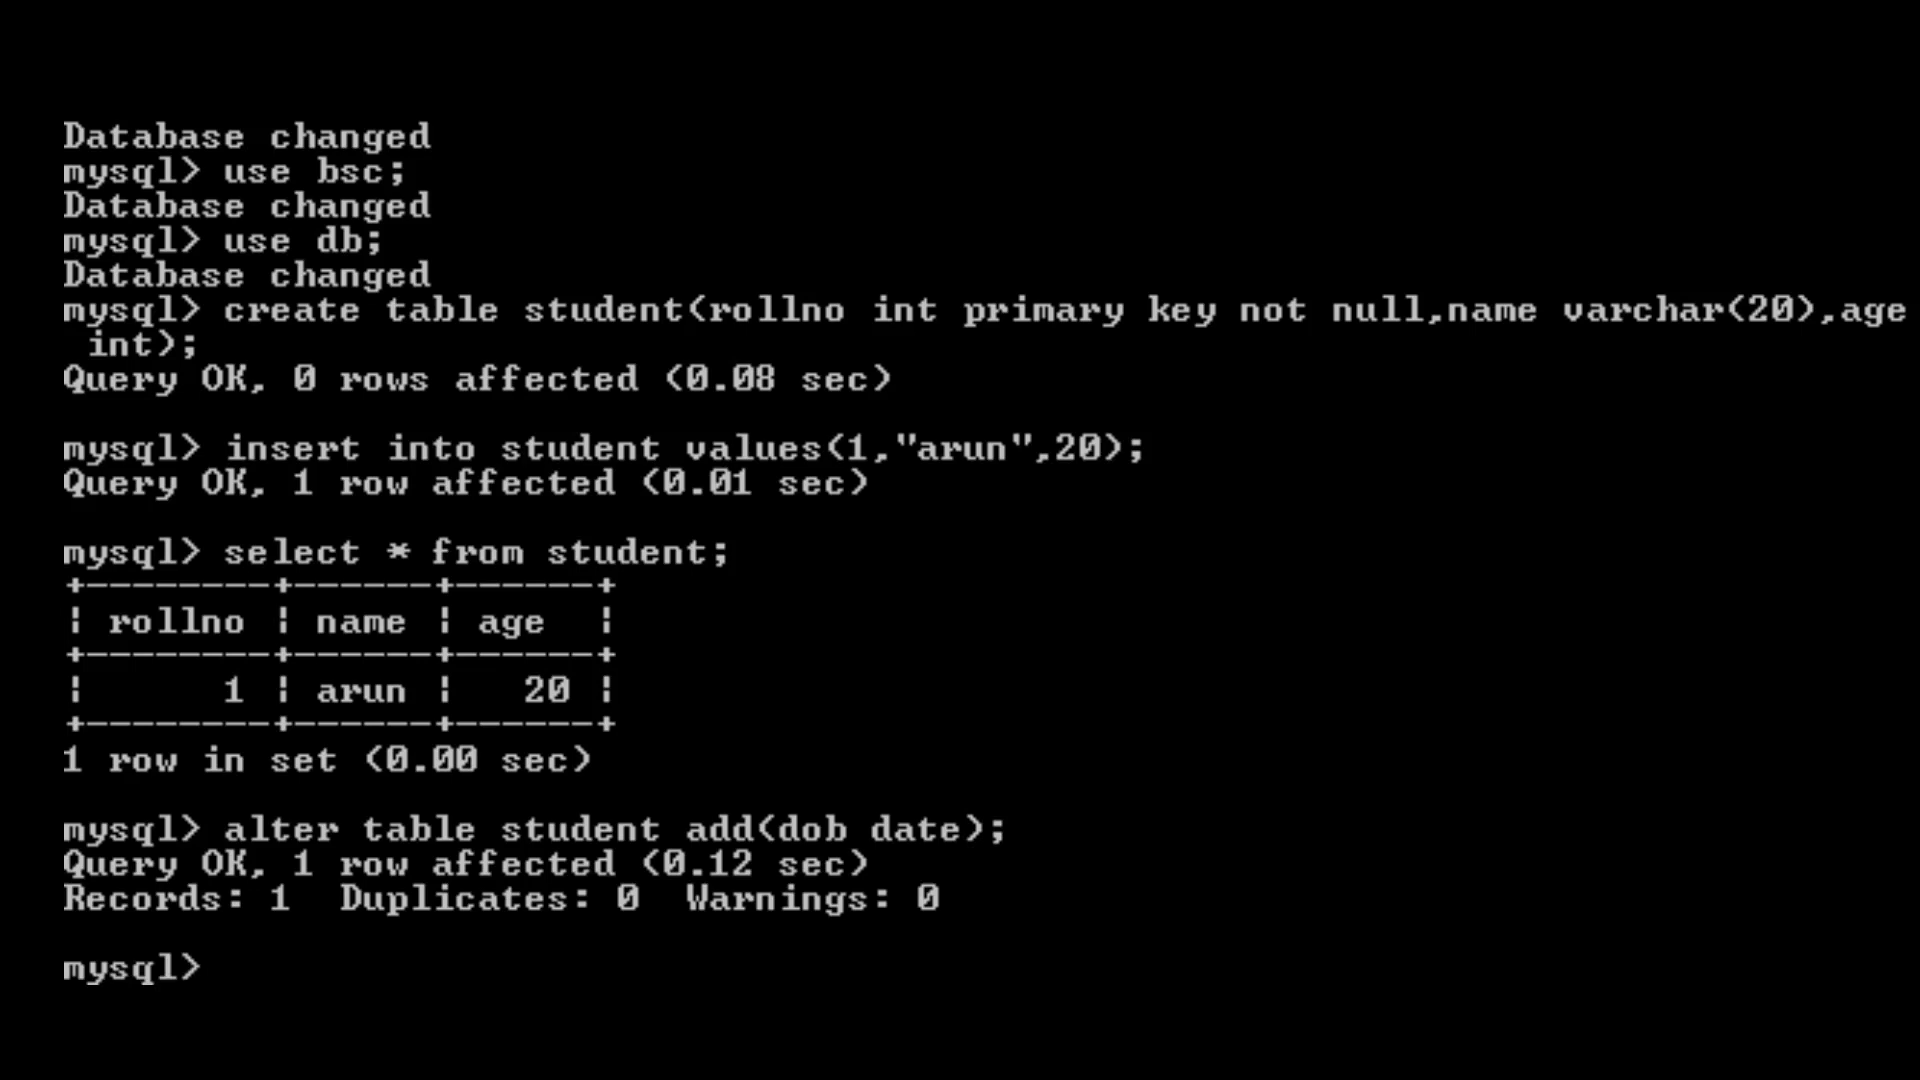 Database changed
mysql> use bsc;
Database changed
mysql> use db;
Database changed
mysql> create table student(rollno int primary key not null,name varchar(20),age
 int);
Query OK, 0 rows affected (0.08 sec)

mysql> insert into student values(1,"arun",20);
Query OK, 1 row affected (0.01 sec)

mysql> select * from student;
+--------+------+------+
| rollno | name | age  |
+--------+------+------+
|      1 | arun |   20 |
+--------+------+------+
1 row in set (0.00 sec)

mysql> alter table student add(dob date);
Query OK, 1 row affected (0.12 sec)
Records: 1  Duplicates: 0  Warnings: 0

mysql>